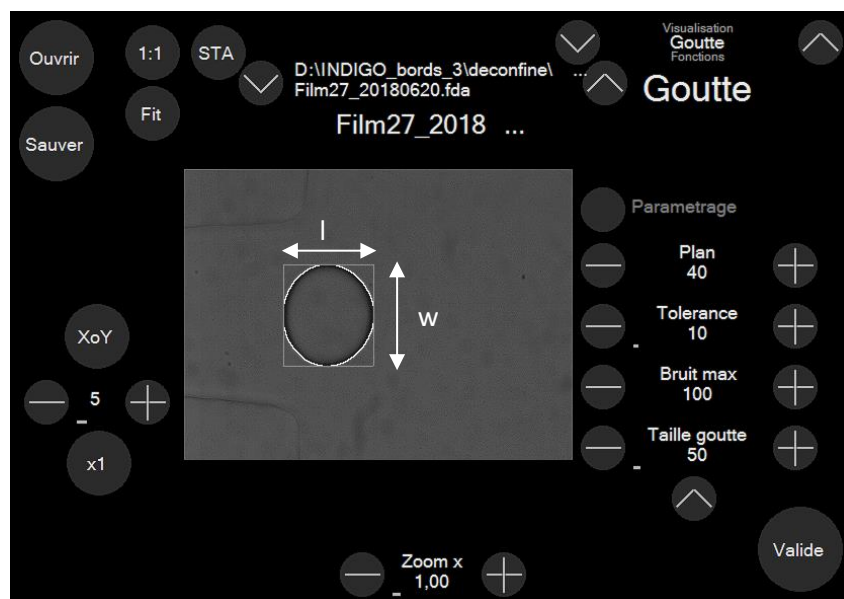 Ouvrir
1:1
STA
D:\INDIGO_bords_3\deconfine\ ...
Film27_20180620.fda
Visualisation
Goutte
Fonctions
Goutte
Fit
Film27_2018 ...
Sauver
l
w
Parametrage
Plan
40
Tolerance
10
Bruit max
100
Taille goutte
50
XoY
5
x1
Valide
Zoom x
1,00